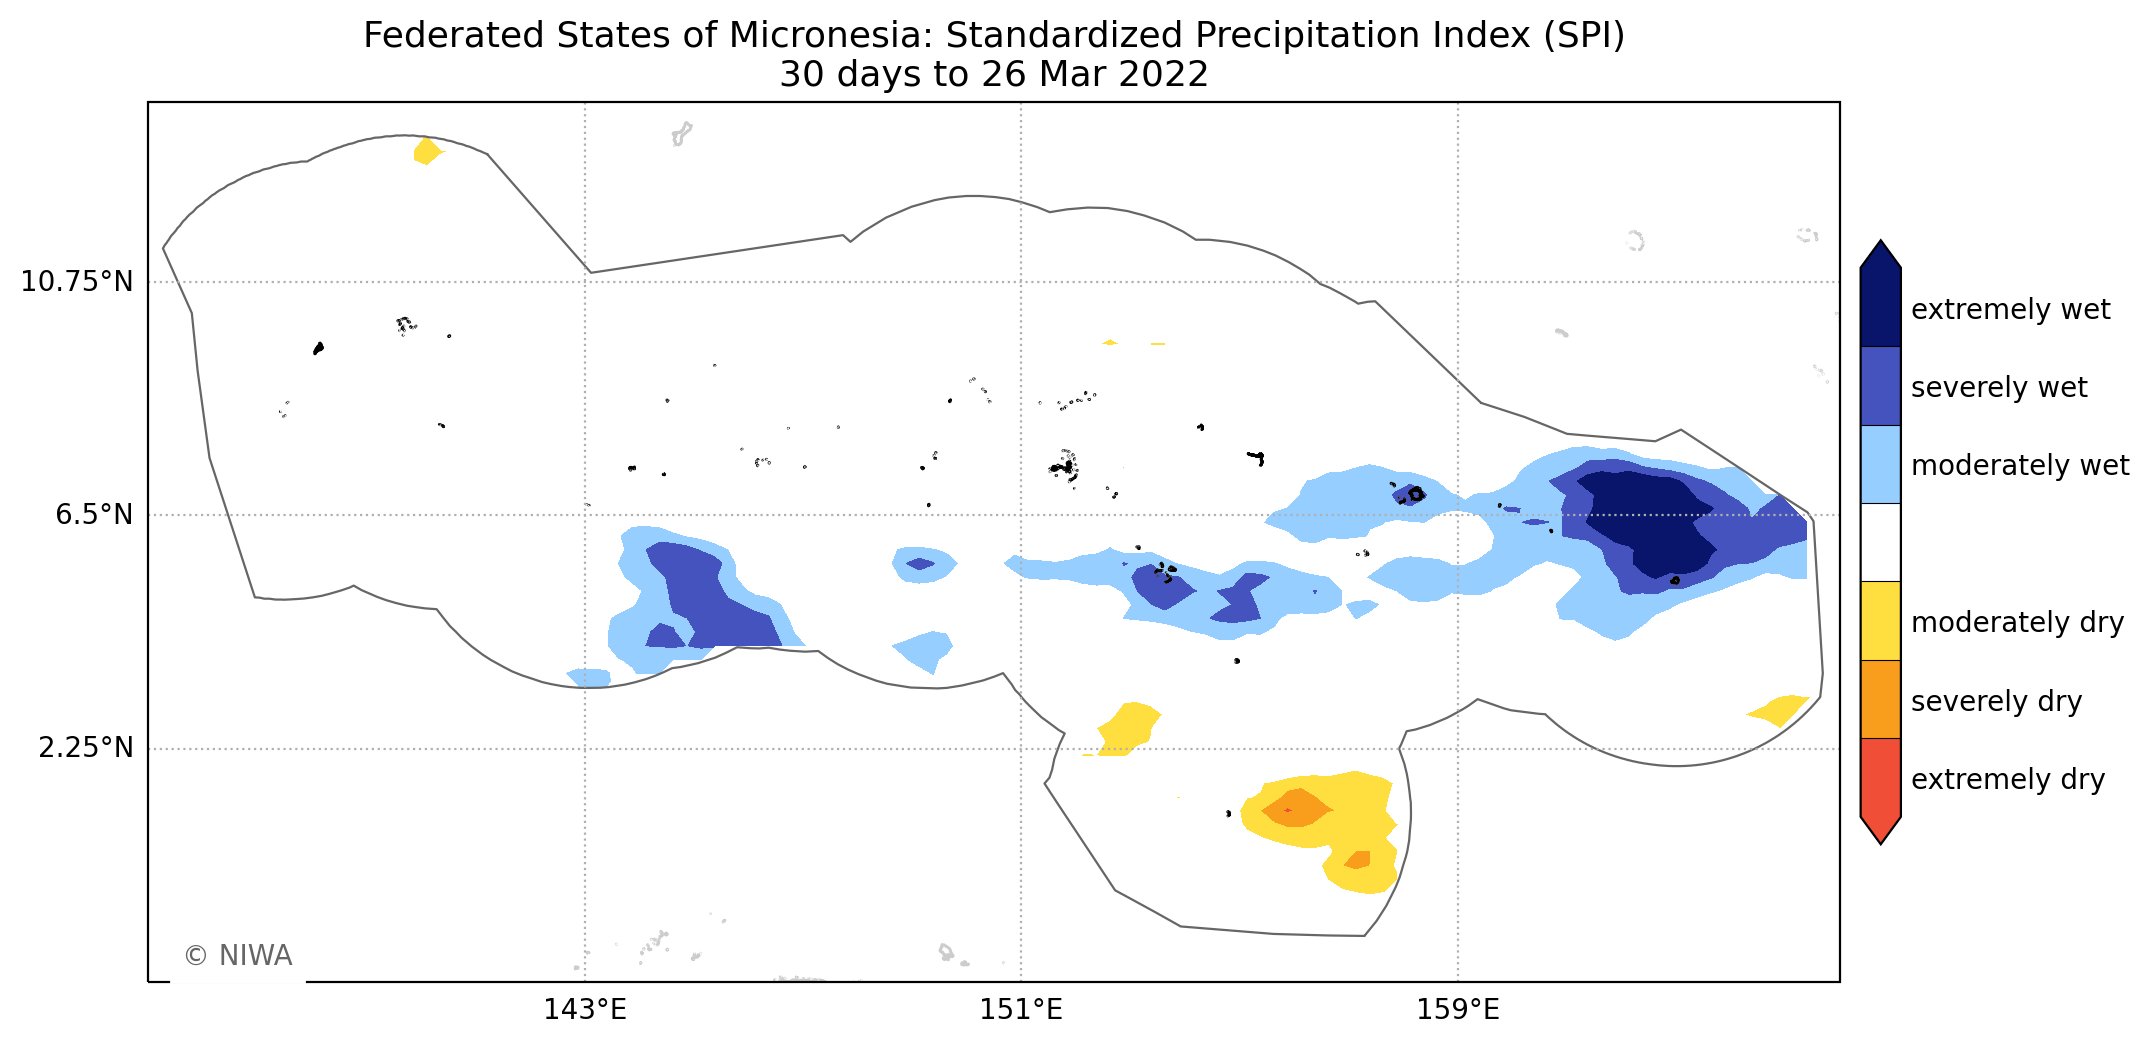 Federated States of Micronesia: Standardized Precipitation Index (SPI)
30 days to 26 Mar 2022
10.75°N
6.5°N
2.25°N
143°E
151°E
159°E
© NIWA
extremely wet
severely wet
moderately wet
moderately dry
severely dry
extremely dry